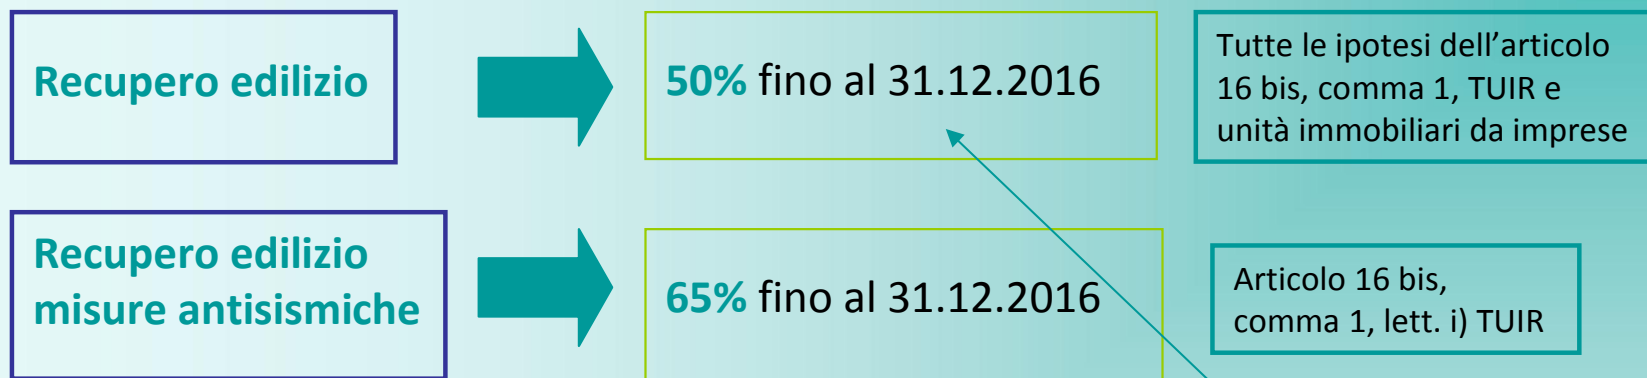 Recupero edilizio
50% fino al 31.12.2016
Tutte le ipotesi dell’articolo
16 bis, comma 1, TUIR e
unità immobiliari da imprese
Recupero edilizio
misure antisismiche
65% fino al 31.12.2016
Articolo 16 bis,
comma 1, lett. i) TUIR